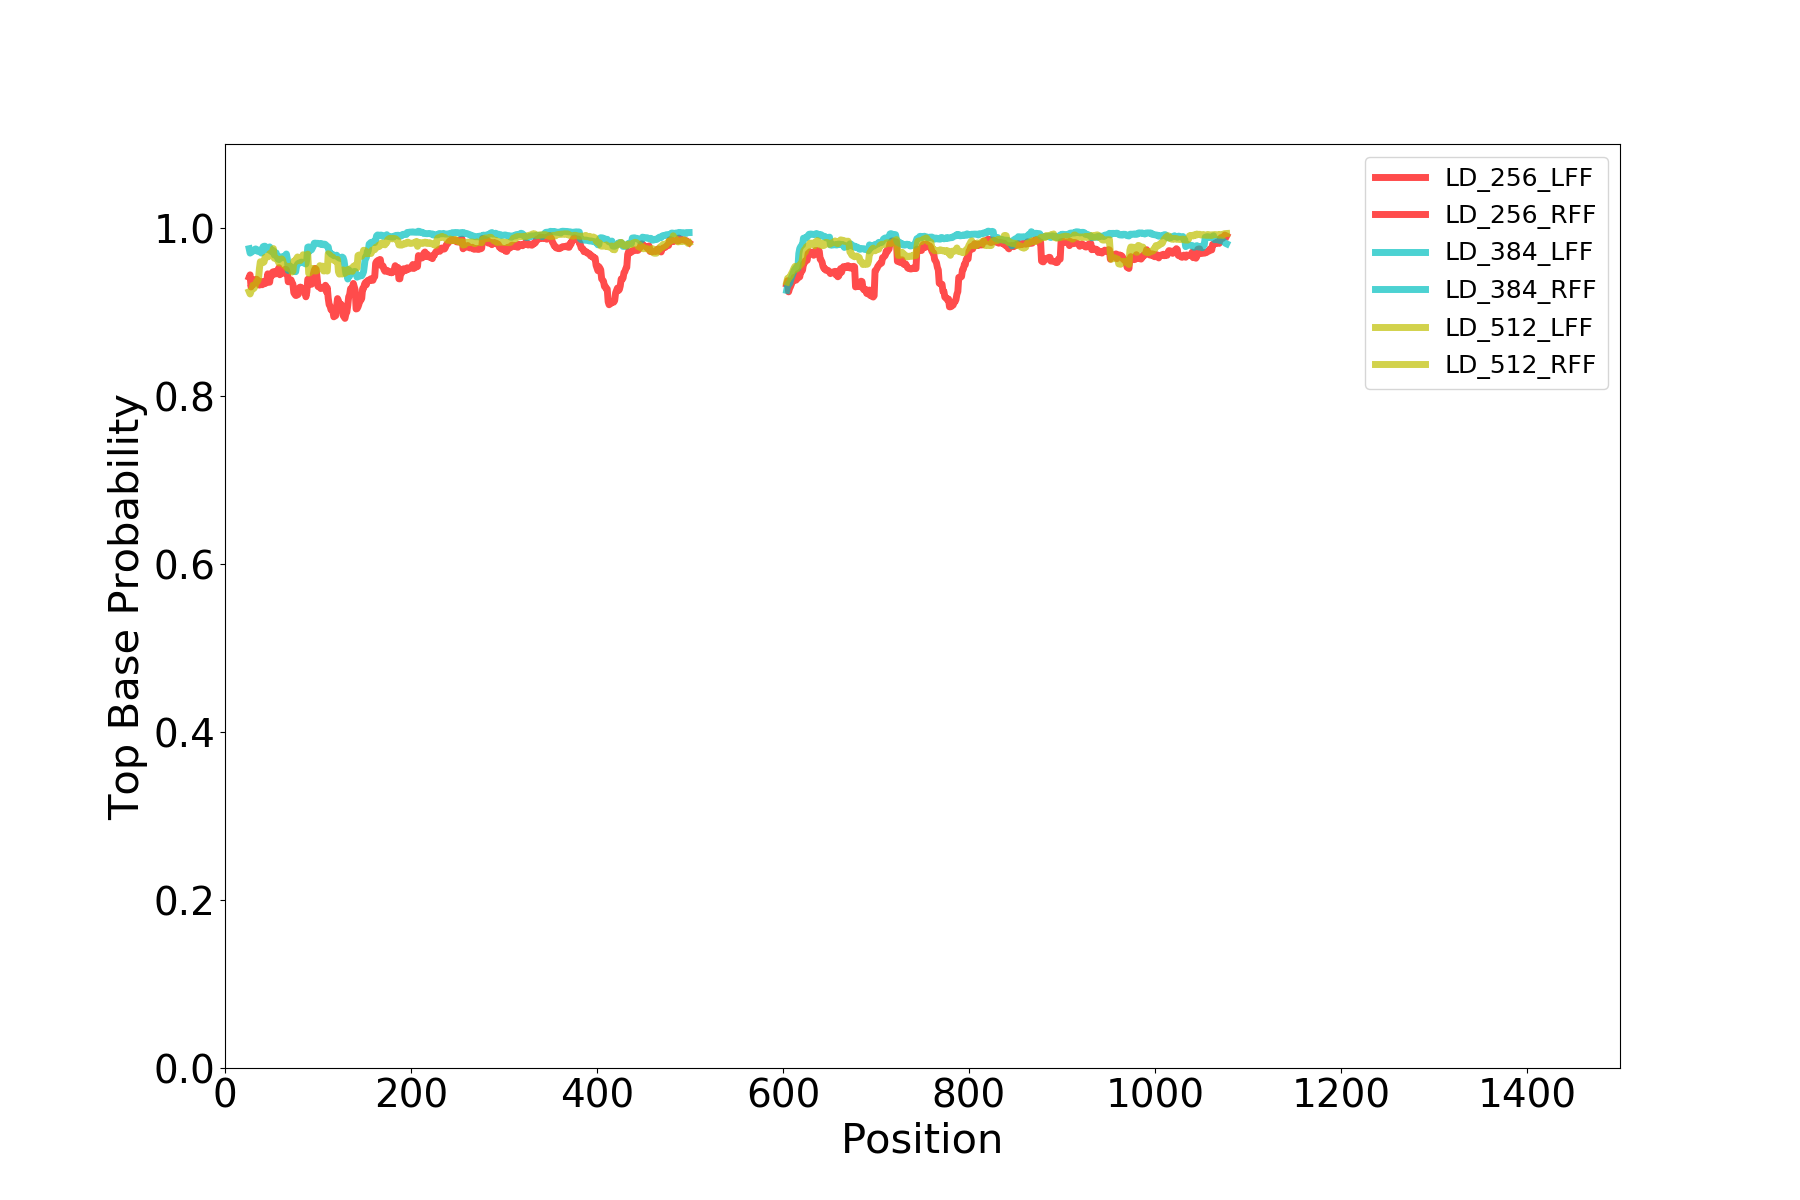 LD_256_LFF
LD_256_RFF
LD_384_LFF
LD_384_RFF
LD_512_LFF
LD_512_RFF
1.0
0.8
0.6
0.4
0.2
0.0
Top Base Probability
0 200 400 600 800 1000 1200 1400
Position